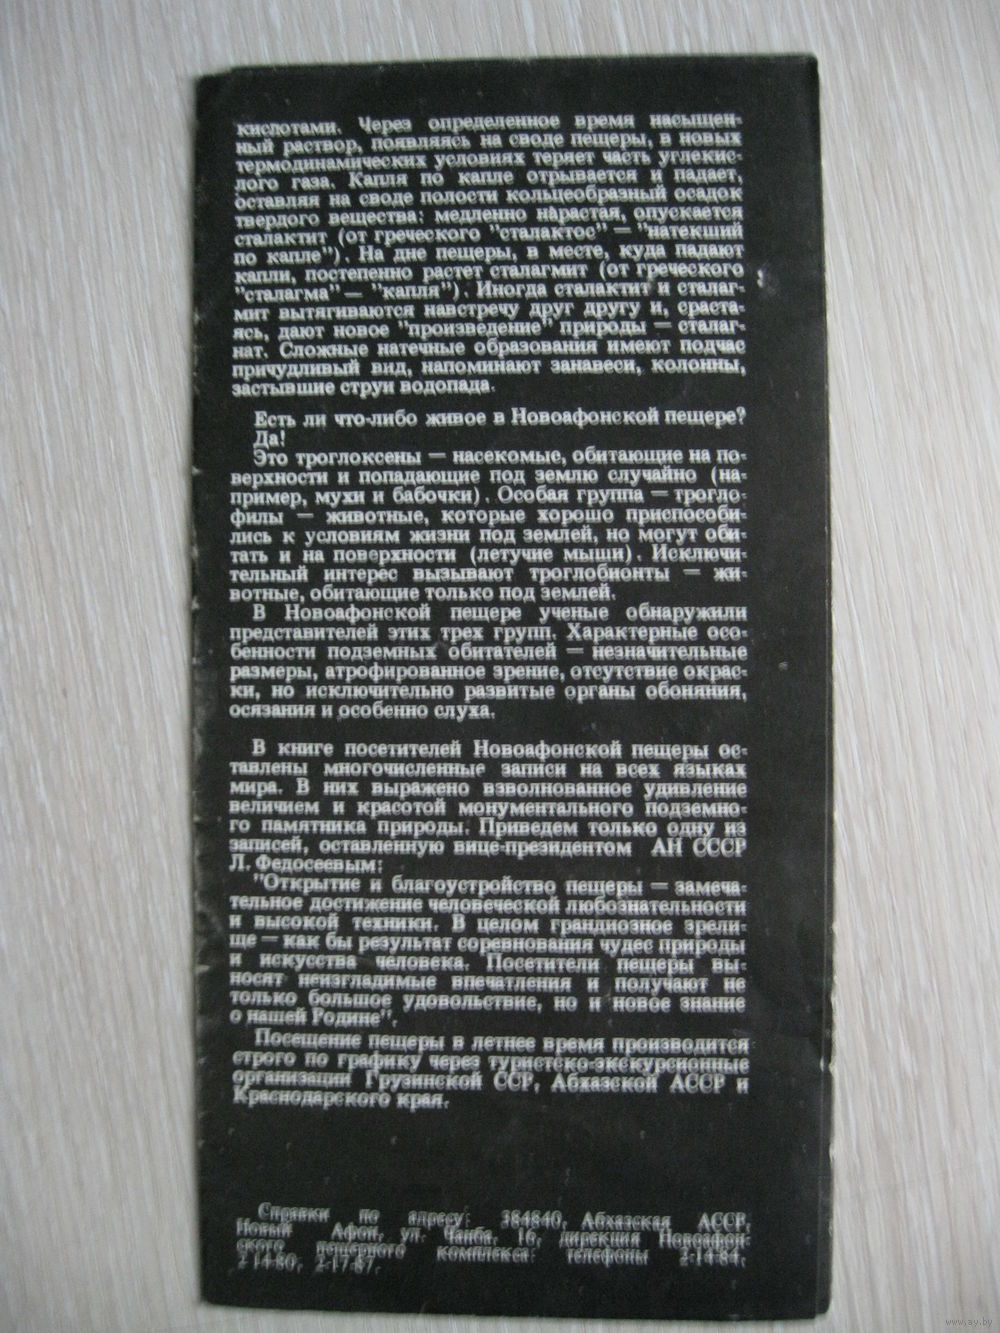 кислотами. Через определенное время насыщен-
ный раствор, появляясь на своде пещеры, в новых
термодинамических условиях теряет часть углекис-
лого газа. Капля по капле отрывается и падает,
оставляя на своде полости кольцеобразный осадок
твердого вещества: медленно нарастая, опускается
сталактит (от греческого "сталактос" — "натекший
по капле"). На дне пещеры, в месте, куда падают
капли, постепенно растет сталагмит (от греческого
"сталагма" — "капля"). Иногда сталактит и сталаг-
мит вытягиваются навстречу друг другу и, сраста-
ясь, дают новое "произведение" природы — сталаг-
нат. Сложные натечные образования имеют подчас
причудливый вид, напоминают занавеси, колонны,
застывшие струи водопада.
Есть ли что-либо живое в Новоафонской пещере?
Да!
Это троглоксены — насекомые, обитающие на по-
верхности и попадающие под землю случайно (на-
пример, мухи и бабочки). Особая группа — трогло-
филы — животные, которые хорошо приспособи-
лись к условиям жизни под землей, но могут оби-
тать и на поверхности (летучие мыши). Исключи-
тельный интерес вызывают троглобионты — жи-
вотные, обитающие только под землей.
В Новоафонской пещере ученые обнаружили
представителей этих трех групп. Характерные осо-
бенности подземных обитателей — незначительные
размеры, атрофированное зрение, отсутствие окрас-
ки, но исключительно развитые органы обоняния,
осязания и особенно слуха.
В книге посетителей Новоафонской пещеры ос-
тавлены многочисленные записи на всех языках
мира. В них выражено взволнованное удивление
величием и красотой монументального подземно-
го памятника природы. Приведем только одну из
записей, оставленную вице-президентом АН СССР
Л. Федосеевым:
"Открытие и благоустройство пещеры — замеча-
тельное достижение человеческой любознательности
и высокой техники. В целом грандиозное зрели-
ще — как бы результат соревнования чудес природы
и искусства человека. Посетители пещеры вы-
носят неизгладимые впечатления и получают не
только большое удовольствие, но и новое знание
о нашей Родине".
Посещение пещеры в летнее время производится
строго по графику через туристско-экскурсионные
организации Грузинской ССР, Абхазской АССР и
Краснодарского края.
Справки по адресу: 384840, Абхазская АССР,
Новый Афон, ул. Чанба, 16, дирекция Новоафон-
ского пещерного комплекса: телефоны 2-14-84,
2-14-80, 2-17-87.
www.ay.by